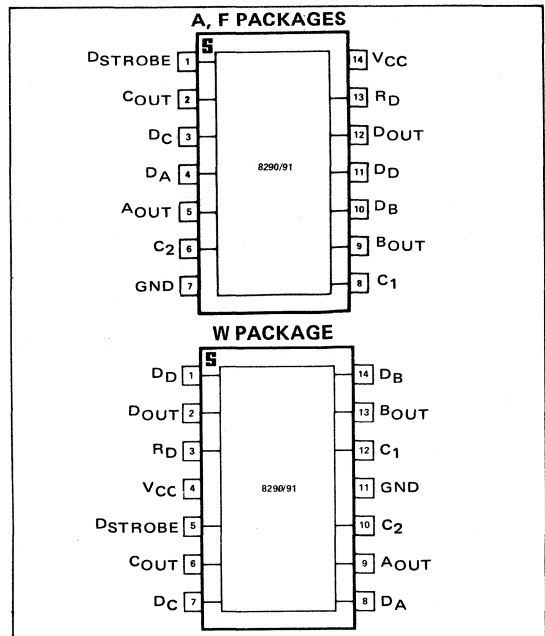 A, F PACKAGES
S
DSTROBE 1 14 VCC
COUT 2 13 RD
DC 3 12 DOUT
8290/91
DA 4 11 DD
AOUT 5 10 DB
C2 6 9 BOUT
GND 7 8 C1
W PACKAGE
S
DD 1 14 DB
DOUT 2 13 BOUT
RD 3 12 C1
VCC 4 8290/91 11 GND
DSTROBE 5 10 C2
COUT 6 9 AOUT
DC 7 8 DA